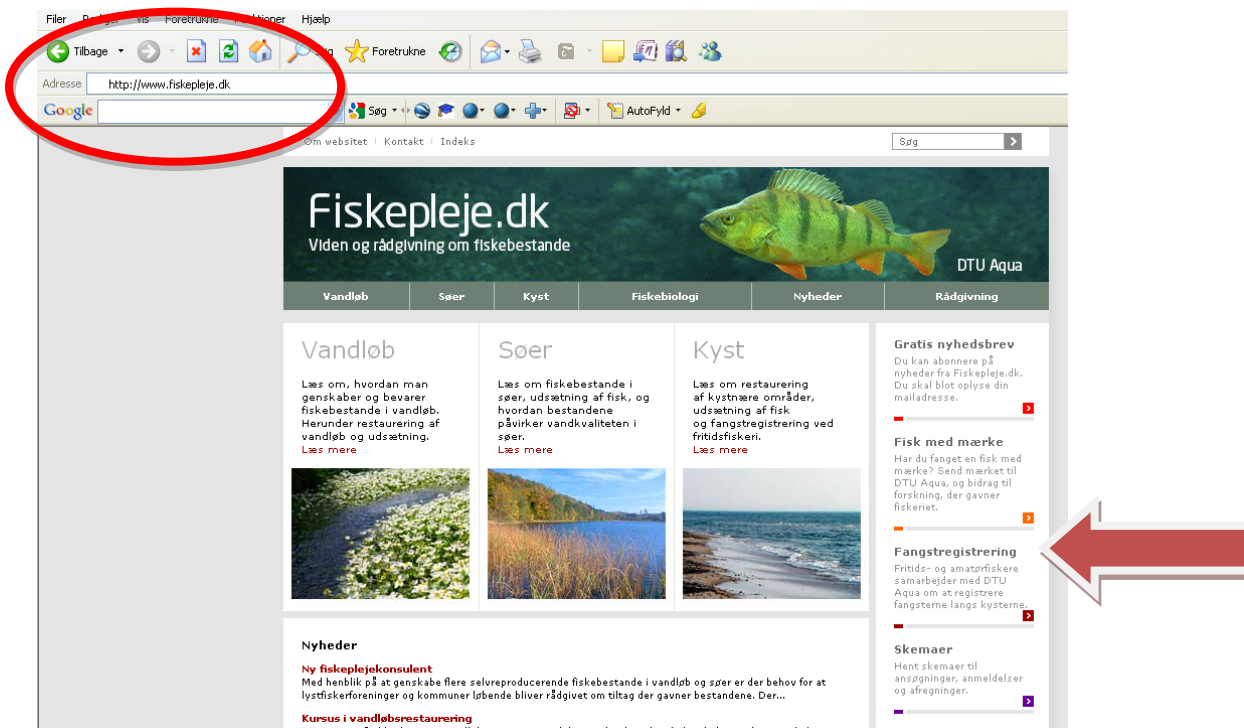 Filer Rediger Vis Foretrukne Funktioner Hjælp
Tilbage Søg Foretrukne
Adresse http://www.fiskepleje.dk
Google Søg AutoFyld
Om websitet Kontakt Indeks
Søg
Fiskepleje.dk
Viden og rådgivning om fiskebestande
DTU Aqua
Vandløb Søer Kyst Fiskebiologi Nyheder Rådgivning
Vandløb
Læs om, hvordan man
genskaber og bevarer
fiskebestande i vandløb.
Herunder restaurering af
vandløb og udsætning.
Læs mere
Søer
Læs om fiskebestande i
søer, udsætning af fisk, og
hvordan bestandene
påvirker vandkvaliteten i
søer.
Læs mere
Kyst
Læs om restaurering
af kystnære områder,
udsætning af fisk
og fangstregistrering ved
fritidsfiskeri.
Læs mere
Gratis nyhedsbrev
Du kan abonnere på
nyheder fra Fiskepleje.dk.
Du skal blot oplyse din
mailadresse.
Fisk med mærke
Har du fanget en fisk med
mærke? Send mærket til
DTU Aqua, og bidrag til
forskning, der gavner
fiskeriet.
Fangstregistrering
Fritids- og amatørfiskere
samarbejder med DTU
Aqua om at registrere
fangsterne langs kysterne.
Skemaer
Hent skemaer til
ansøgninger, anmeldelser
og afregninger.
Nyheder
Ny fiskeplejekonsulent
Med henblik på at genskabe flere selvreproducerende fiskebestande i vandløb og søer er der behov for at
lystfiskerforeninger og kommuner løbende bliver rådgivet om tiltag der gavner bestandene. Der...
Kursus i vandløbsrestaurering